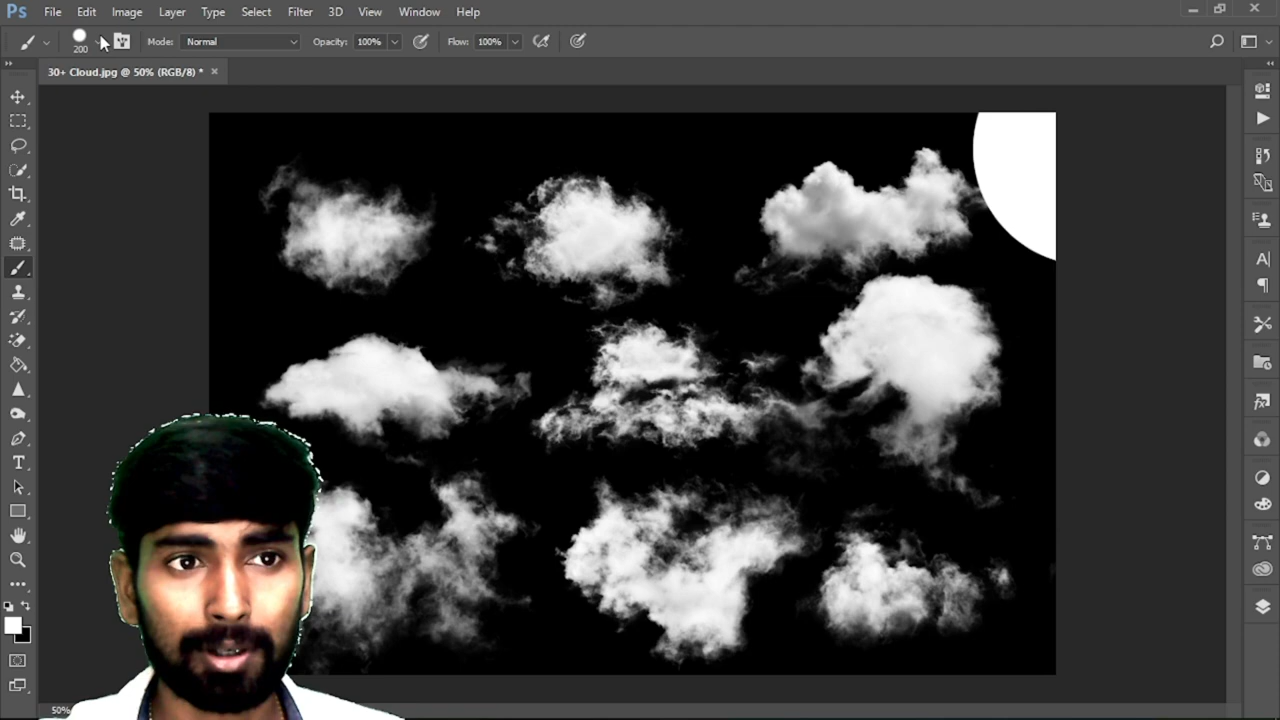 Ps File Edit Image Layer Type Select Filter 3D View Window Help
200 Mode: Normal Opacity: 100% Flow: 100%
30+ Cloud.jpg @ 50% (RGB/8) * ×
50%